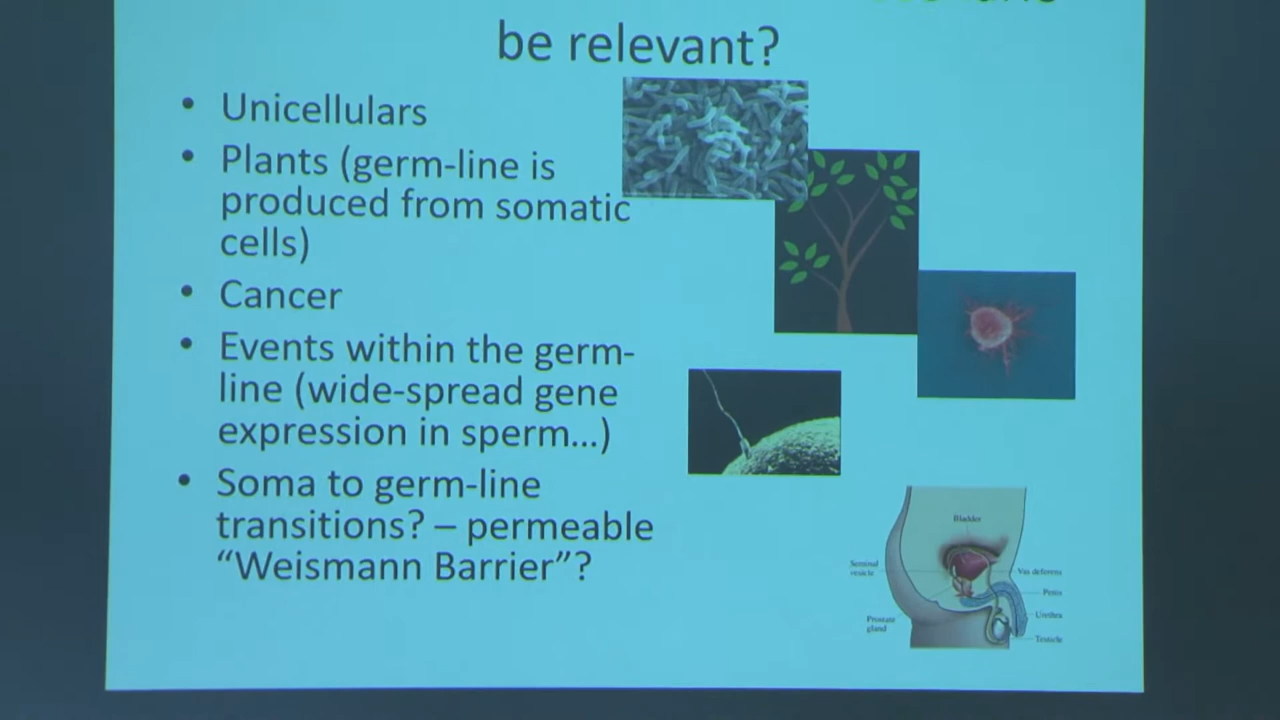 be relevant?
• Unicellulars
• Plants (germ-line is
produced from somatic
cells)
• Cancer
• Events within the germ-
line (wide-spread gene
expression in sperm...)
• Soma to germ-line
transitions? – permeable
“Weismann Barrier”?
Bladder
Seminal
vesicle
Vas deferens
Penis
Urethra
Prostate
gland
Testicle